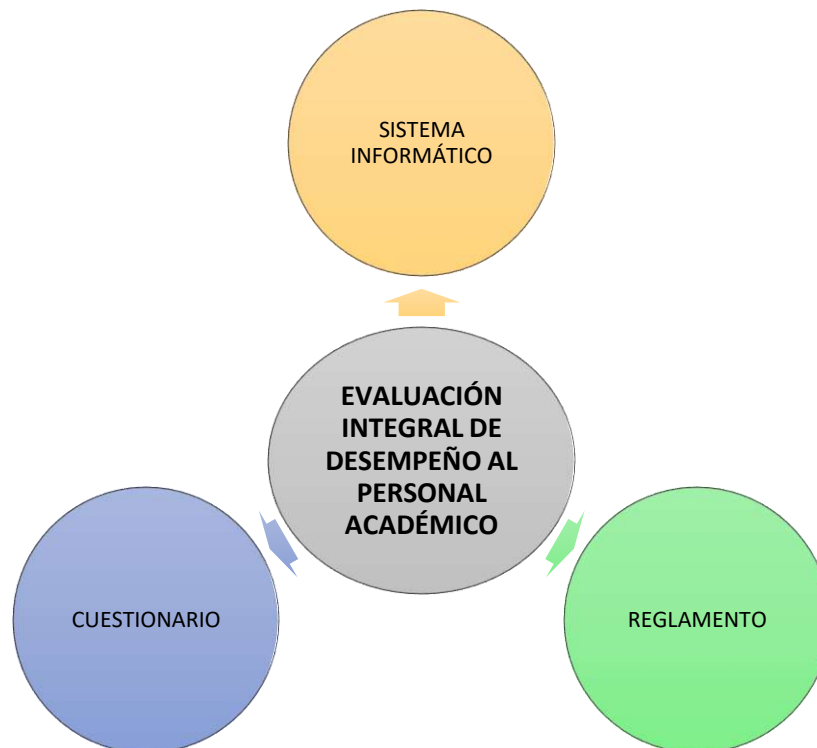 SISTEMA
INFORMÁTICO
EVALUACIÓN
INTEGRAL DE
DESEMPEÑO AL
PERSONAL
ACADÉMICO
CUESTIONARIO
REGLAMENTO